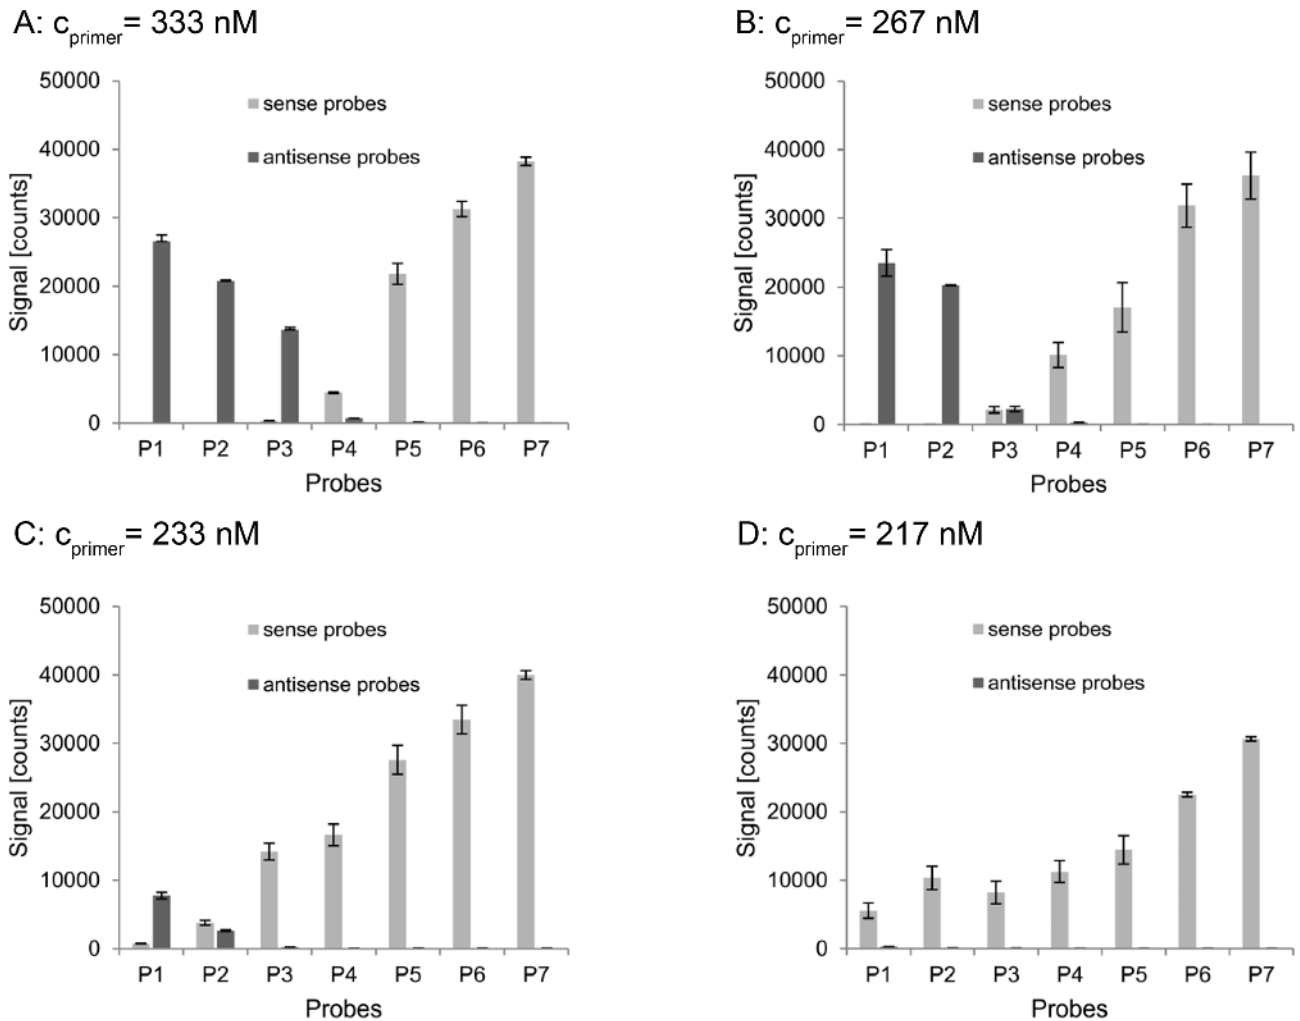 A: cprimer= 333 nM
50000
40000
30000
20000
10000
0
Signal [counts]
sense probes
antisense probes
P1 P2 P3 P4 P5 P6 P7
Probes
B: cprimer= 267 nM
50000
40000
30000
20000
10000
0
Signal [counts]
sense probes
antisense probes
P1 P2 P3 P4 P5 P6 P7
Probes
C: cprimer= 233 nM
50000
40000
30000
20000
10000
0
Signal [counts]
sense probes
antisense probes
P1 P2 P3 P4 P5 P6 P7
Probes
D: cprimer= 217 nM
50000
40000
30000
20000
10000
0
Signal [counts]
sense probes
antisense probes
P1 P2 P3 P4 P5 P6 P7
Probes